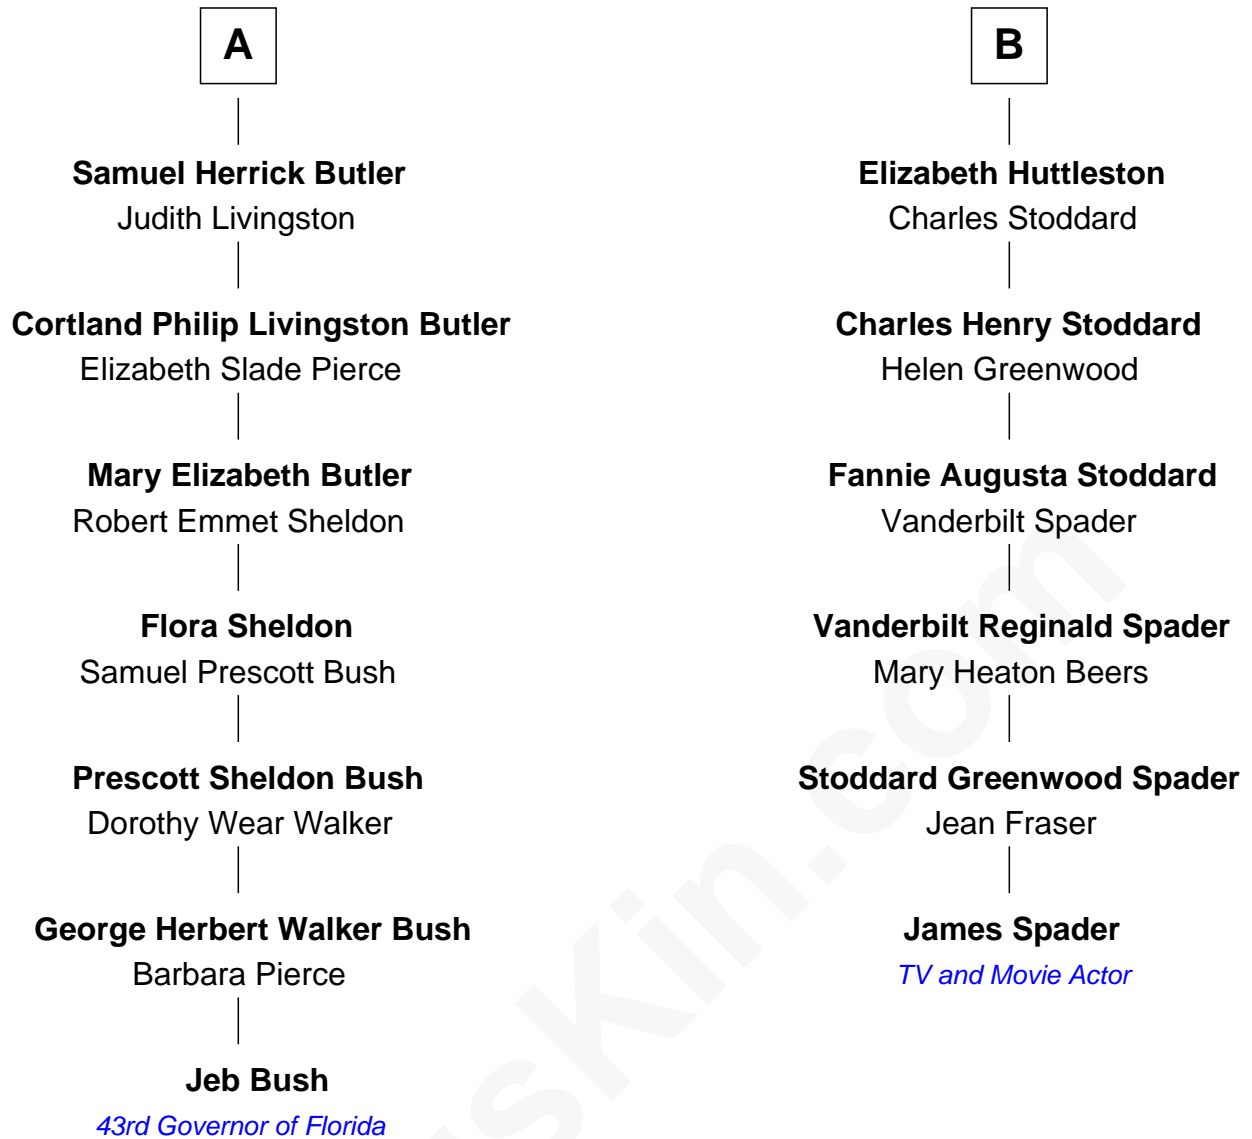 A
Samuel Herrick Butler
Judith Livingston
Cortland Philip Livingston Butler
Elizabeth Slade Pierce
Mary Elizabeth Butler
Robert Emmet Sheldon
Flora Sheldon
Samuel Prescott Bush
Prescott Sheldon Bush
Dorothy Wear Walker
George Herbert Walker Bush
Barbara Pierce
Jeb Bush
43rd Governor of Florida
B
Elizabeth Huttleston
Charles Stoddard
Charles Henry Stoddard
Helen Greenwood
Fannie Augusta Stoddard
Vanderbilt Spader
Vanderbilt Reginald Spader
Mary Heaton Beers
Stoddard Greenwood Spader
Jean Fraser
James Spader
TV and Movie Actor